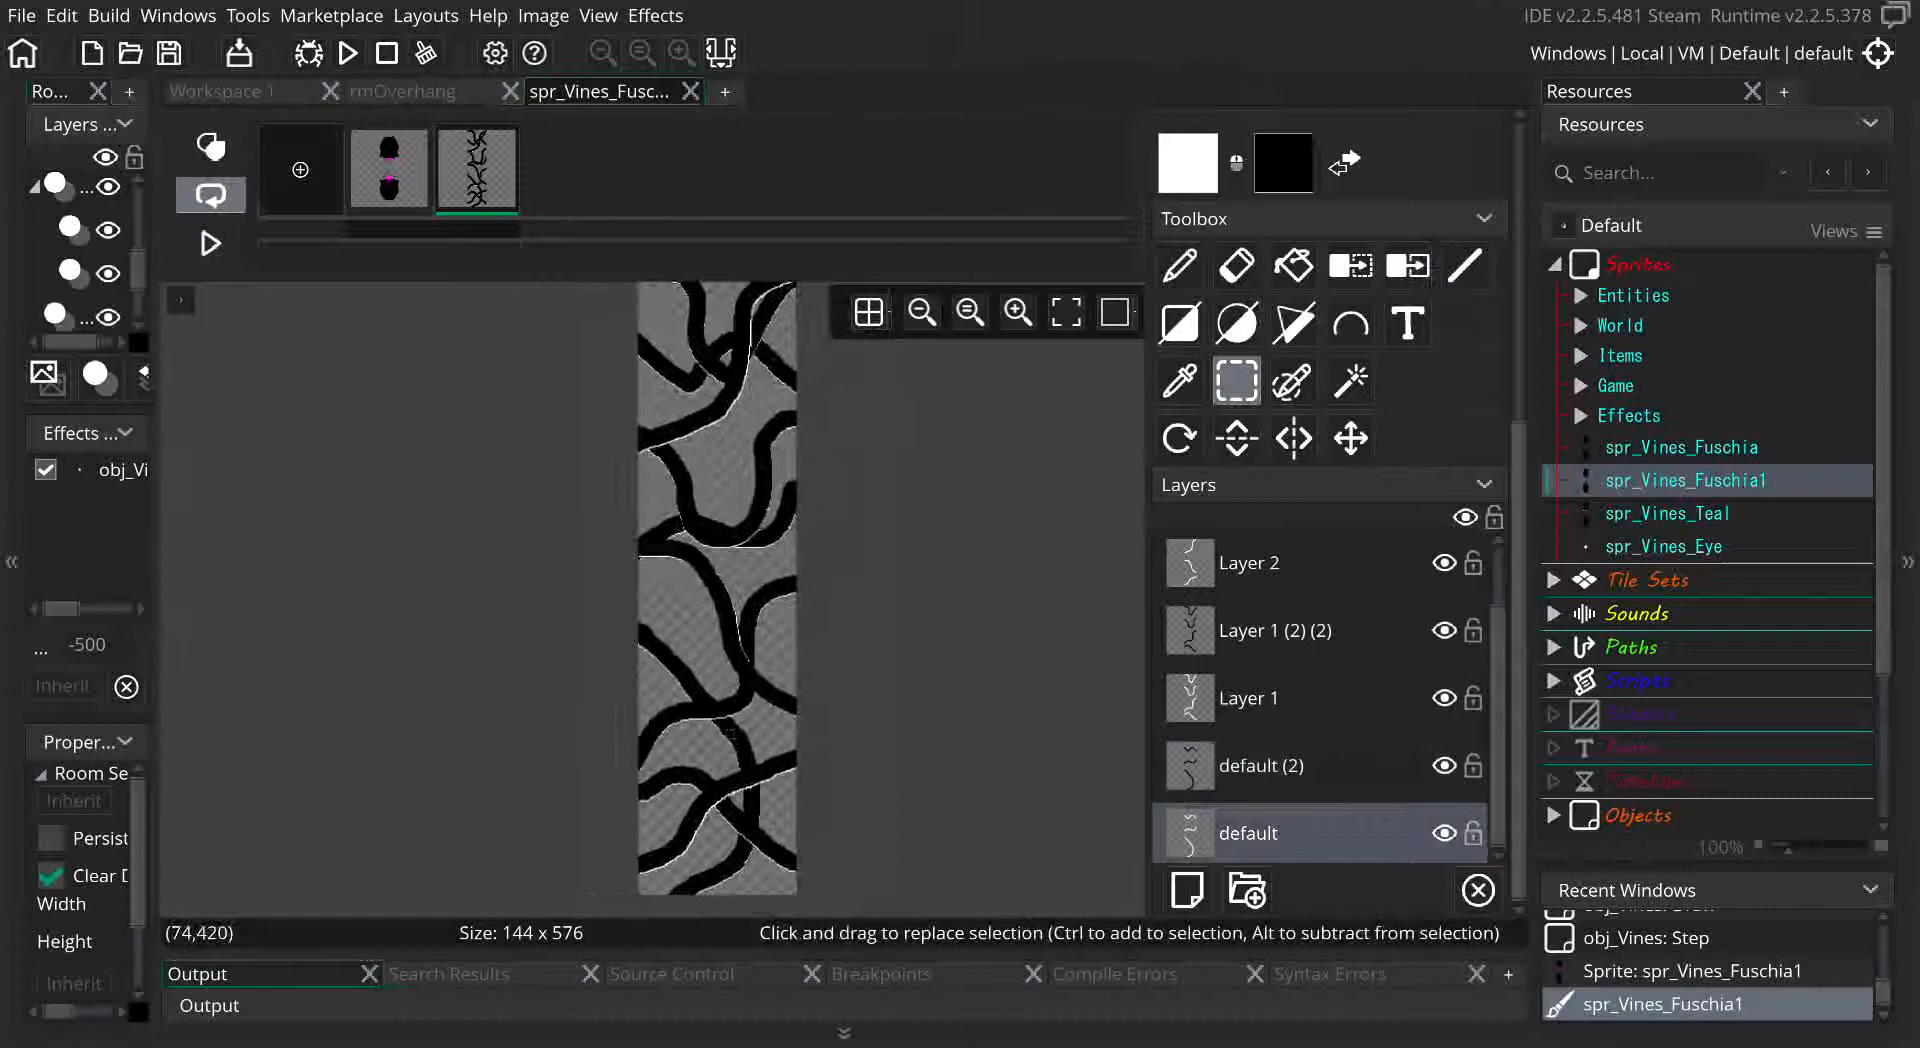 File Edit Build Windows Tools Marketplace Layouts Help Image View Effects
IDE v2.2.5.481 Steam Runtime v2.2.5.378
Windows | Local | VM | Default | default
Ro...
Workspace 1
rmOverhang
spr_Vines_Fusc...
Resources
Layers ...
Resources
Search...
Toolbox
Default
Views
Sprites
Entities
World
Items
Game
Effects
Effects ...
obj_Vi
spr_Vines_Fuschia
spr_Vines_Fuschia1
spr_Vines_Teal
spr_Vines_Eye
Layers
Layer 2
Layer 1 (2) (2)
Layer 1
default (2)
default
Tile Sets
Sounds
Paths
Scripts
Shaders
Fonts
Timelines
Objects
100%
... -500
Inherit
Proper...
Room Se
Inherit
Persist
Clear D
Width
Height
Inherit
Recent Windows
obj_Vines: Step
Sprite: spr_Vines_Fuschia1
spr_Vines_Fuschia1
(74,420)
Size: 144 x 576
Click and drag to replace selection (Ctrl to add to selection, Alt to subtract from selection)
Output
Search Results
Source Control
Breakpoints
Compile Errors
Syntax Errors
Output